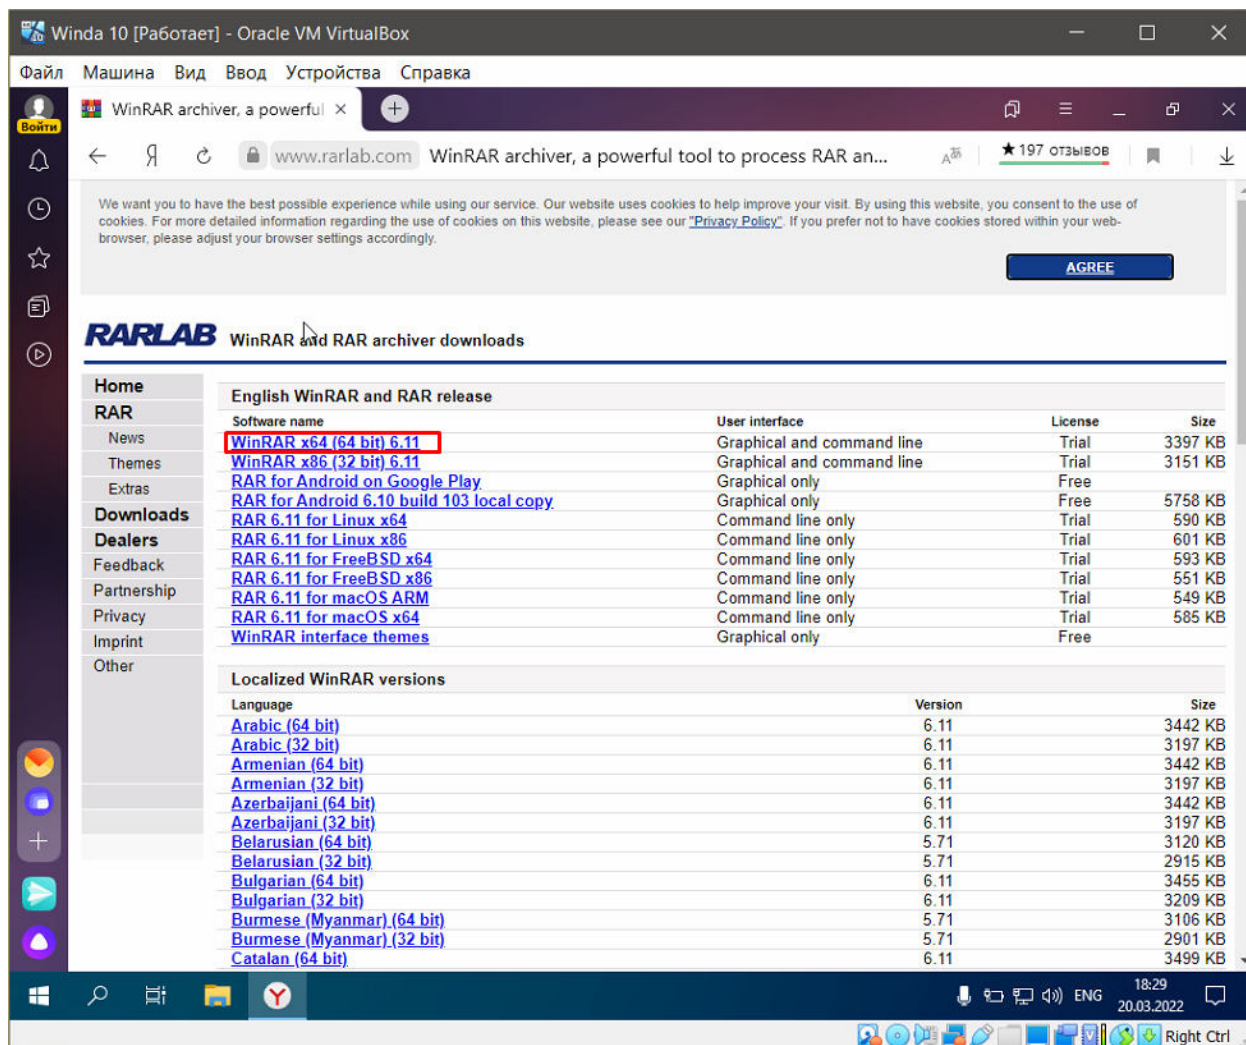 Winda 10 [Работает] - Oracle VM VirtualBox
Файл Машина Вид Ввод Устройства Справка
Войти
WinRAR archiver, a powerful
Я www.rarlab.com WinRAR archiver, a powerful tool to process RAR an... ★ 197 отзывов
We want you to have the best possible experience while using our service. Our website uses cookies to help improve your visit. By using this website, you consent to the use of
cookies. For more detailed information regarding the use of cookies on this website, please see our "Privacy Policy". If you prefer not to have cookies stored within your web-
browser, please adjust your browser settings accordingly.
AGREE
RARLAB WinRAR and RAR archiver downloads
Home
RAR
News
Themes
Extras
Downloads
Dealers
Feedback
Partnership
Privacy
Imprint
Other
English WinRAR and RAR release
Software name User interface License Size
WinRAR x64 (64 bit) 6.11 Graphical and command line Trial 3397 KB
WinRAR x86 (32 bit) 6.11 Graphical and command line Trial 3151 KB
RAR for Android on Google Play Graphical only Free
RAR for Android 6.10 build 103 local copy Graphical only Free 5758 KB
RAR 6.11 for Linux x64 Command line only Trial 590 KB
RAR 6.11 for Linux x86 Command line only Trial 601 KB
RAR 6.11 for FreeBSD x64 Command line only Trial 593 KB
RAR 6.11 for FreeBSD x86 Command line only Trial 551 KB
RAR 6.11 for macOS ARM Command line only Trial 549 KB
RAR 6.11 for macOS x64 Command line only Trial 585 KB
WinRAR interface themes Graphical only Free
Localized WinRAR versions
Language Version Size
Arabic (64 bit) 6.11 3442 KB
Arabic (32 bit) 6.11 3197 KB
Armenian (64 bit) 6.11 3442 KB
Armenian (32 bit) 6.11 3197 KB
Azerbaijani (64 bit) 6.11 3442 KB
Azerbaijani (32 bit) 6.11 3197 KB
Belarusian (64 bit) 5.71 3120 KB
Belarusian (32 bit) 5.71 2915 KB
Bulgarian (64 bit) 6.11 3455 KB
Bulgarian (32 bit) 6.11 3209 KB
Burmese (Myanmar) (64 bit) 5.71 3106 KB
Burmese (Myanmar) (32 bit) 5.71 2901 KB
Catalan (64 bit) 6.11 3499 KB
ENG 18:29
20.03.2022
Right Ctrl